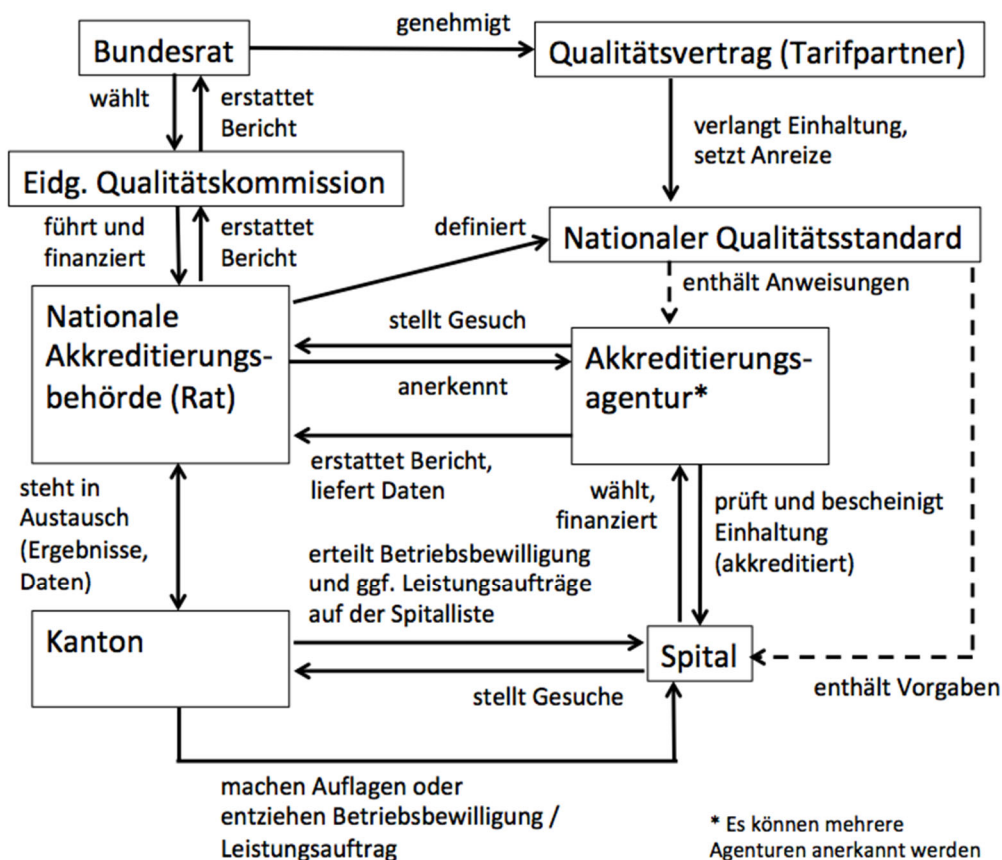 genehmigt
Bundesrat
Qualitätsvertrag (Tarifpartner)
wählt
erstattet
Bericht
verlangt Einhaltung,
setzt Anreize
Eidg. Qualitätskommission
führt und
finanziert
erstattet
Bericht
definiert
Nationaler Qualitätsstandard
enthält Anweisungen
Nationale
Akkreditierungs-
behörde (Rat)
stellt Gesuch
anerkennt
Akkreditierungs-
agentur*
erstattet Bericht,
liefert Daten
steht in
Austausch
(Ergebnisse,
Daten)
wählt,
finanziert
prüft und bescheinigt
Einhaltung
(akkreditiert)
erteilt Betriebsbewilligung
und ggf. Leistungsaufträge
auf der Spitalliste
Kanton
Spital
stellt Gesuche
enthält Vorgaben
machen Auflagen oder
entziehen Betriebsbewilligung /
Leistungsauftrag
* Es können mehrere
Agenturen anerkannt werden